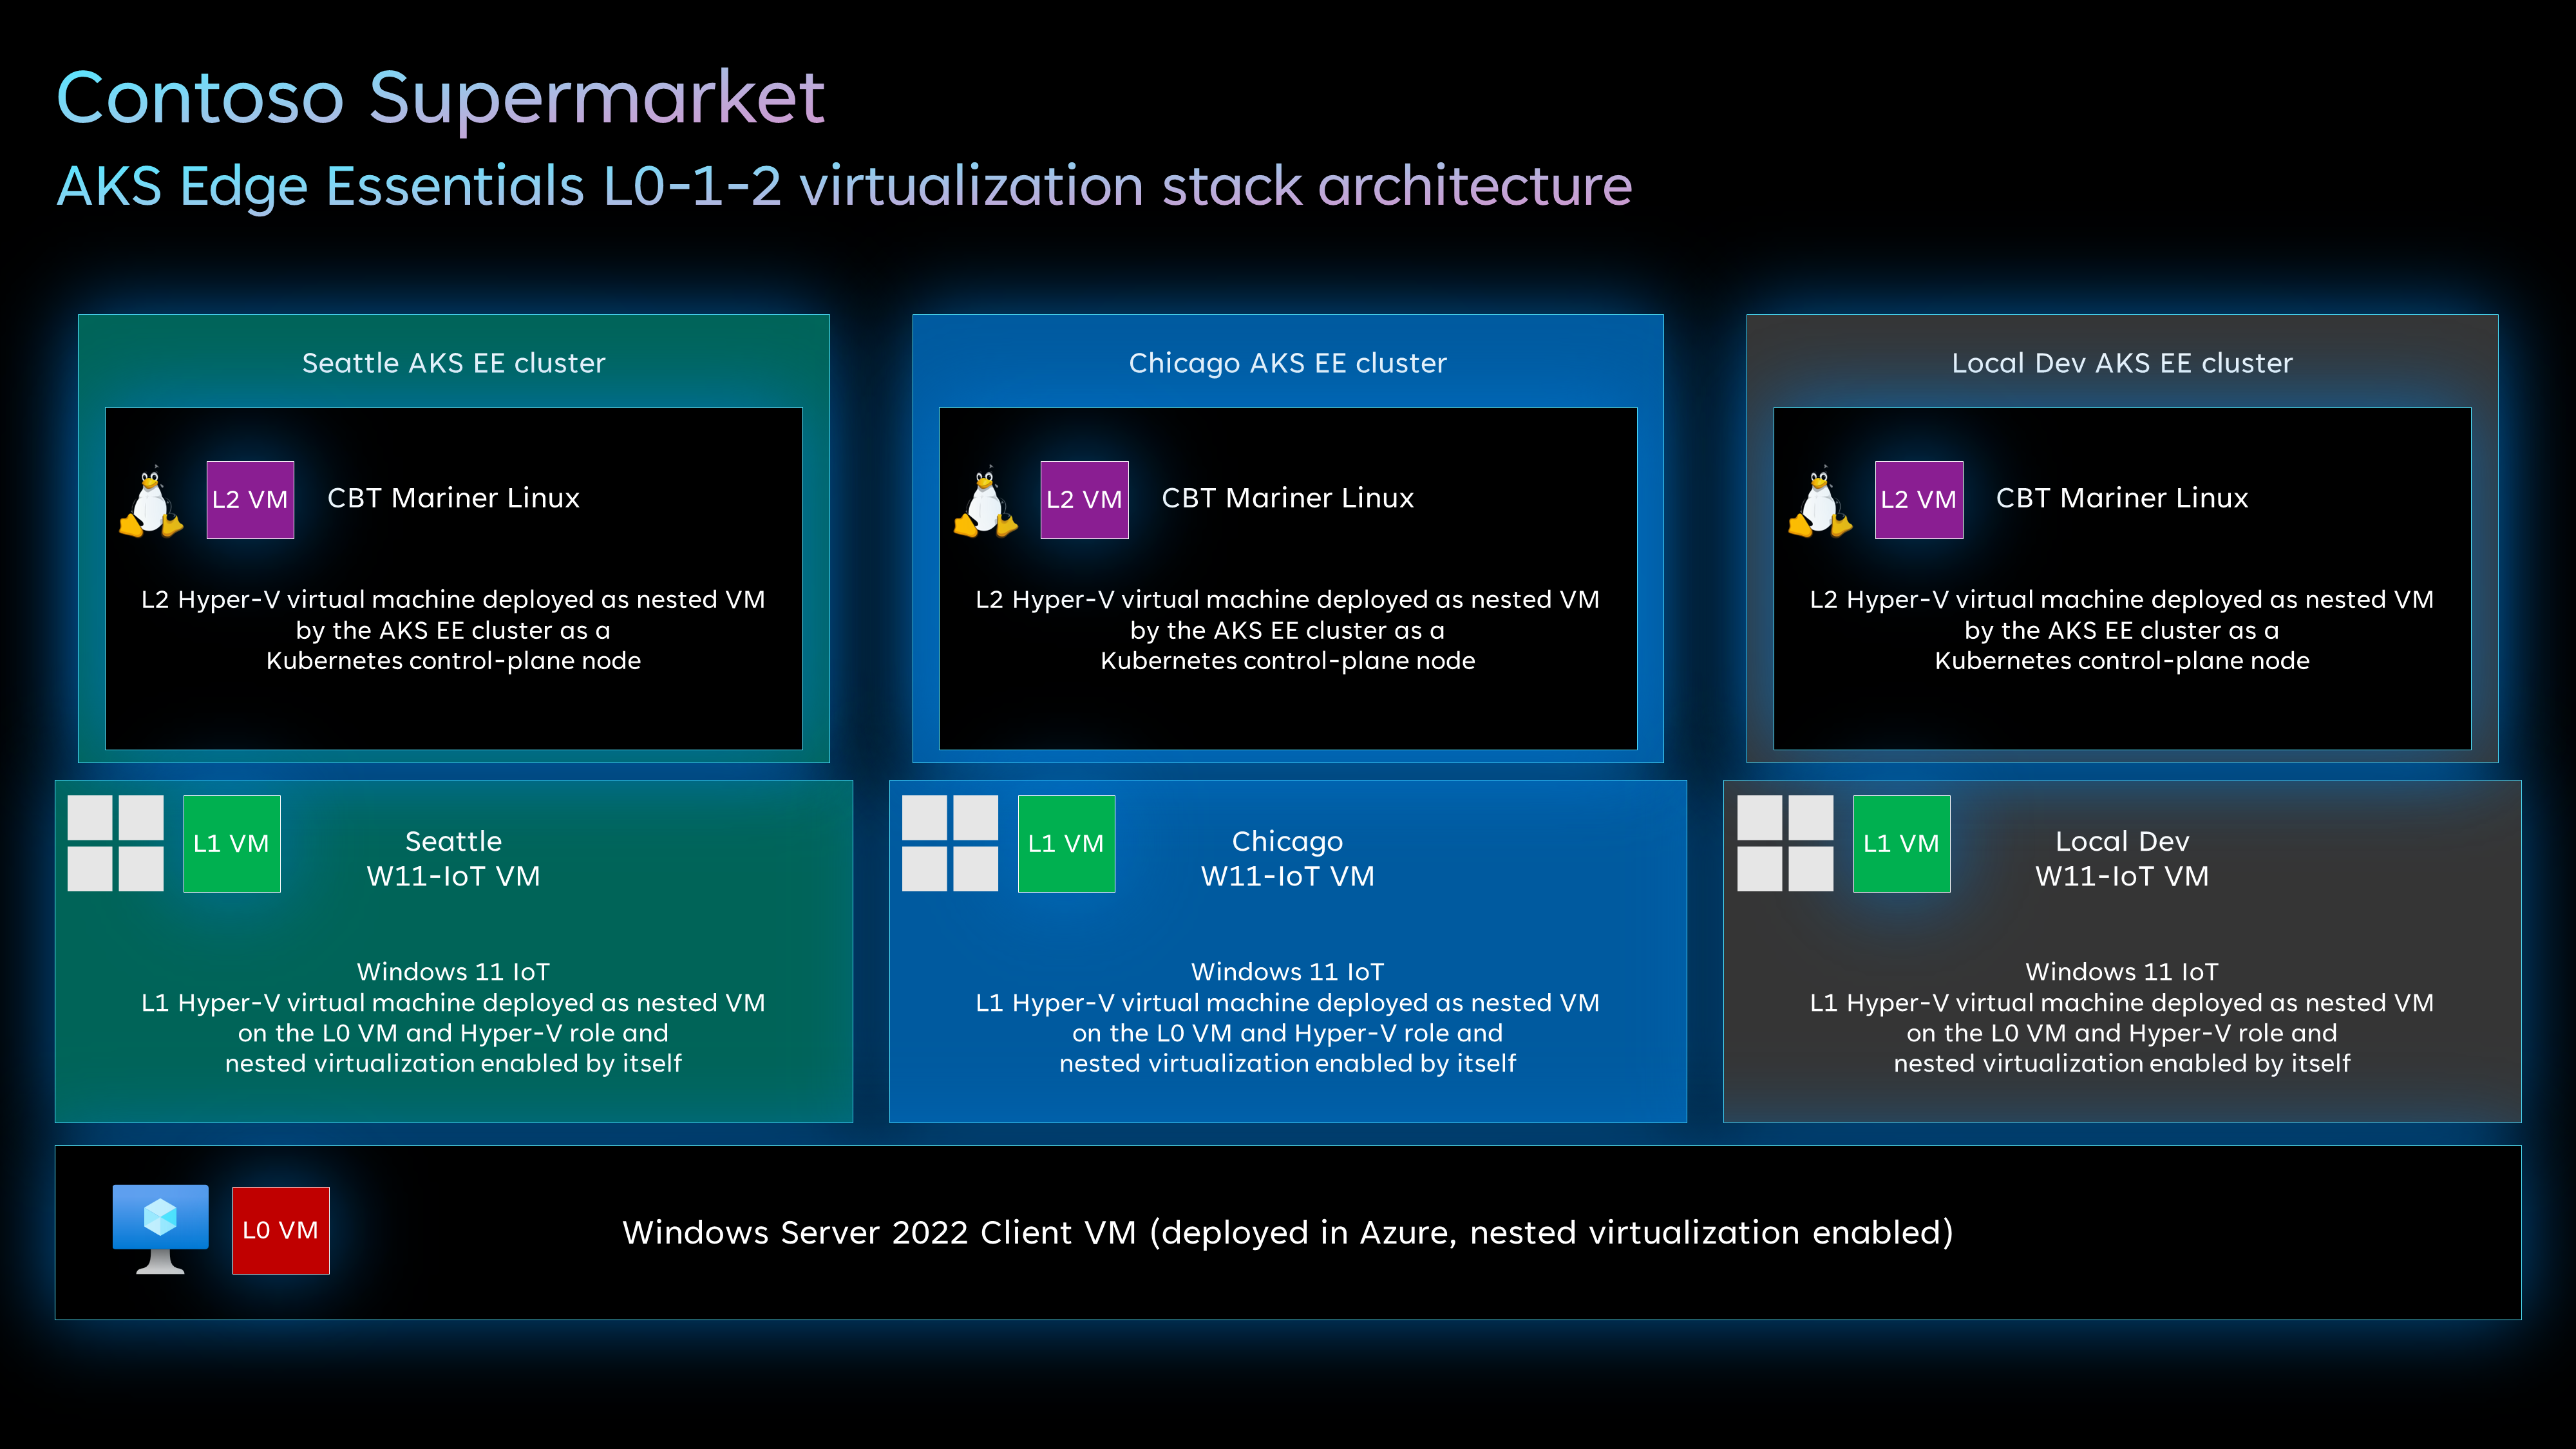 Contoso Supermarket
AKS Edge Essentials L0-1-2 virtualization stack architecture
Seattle AKS EE cluster
L2 VM
CBT Mariner Linux
L2 Hyper-V virtual machine deployed as nested VM
by the AKS EE cluster as a
Kubernetes control-plane node
Chicago AKS EE cluster
L2 VM
CBT Mariner Linux
L2 Hyper-V virtual machine deployed as nested VM
by the AKS EE cluster as a
Kubernetes control-plane node
Local Dev AKS EE cluster
L2 VM
CBT Mariner Linux
L2 Hyper-V virtual machine deployed as nested VM
by the AKS EE cluster as a
Kubernetes control-plane node
L1 VM
Seattle
W11-IoT VM
Windows 11 IoT
L1 Hyper-V virtual machine deployed as nested VM
on the L0 VM and Hyper-V role and
nested virtualization enabled by itself
L1 VM
Chicago
W11-IoT VM
Windows 11 IoT
L1 Hyper-V virtual machine deployed as nested VM
on the L0 VM and Hyper-V role and
nested virtualization enabled by itself
L1 VM
Local Dev
W11-IoT VM
Windows 11 IoT
L1 Hyper-V virtual machine deployed as nested VM
on the L0 VM and Hyper-V role and
nested virtualization enabled by itself
L0 VM
Windows Server 2022 Client VM (deployed in Azure, nested virtualization enabled)